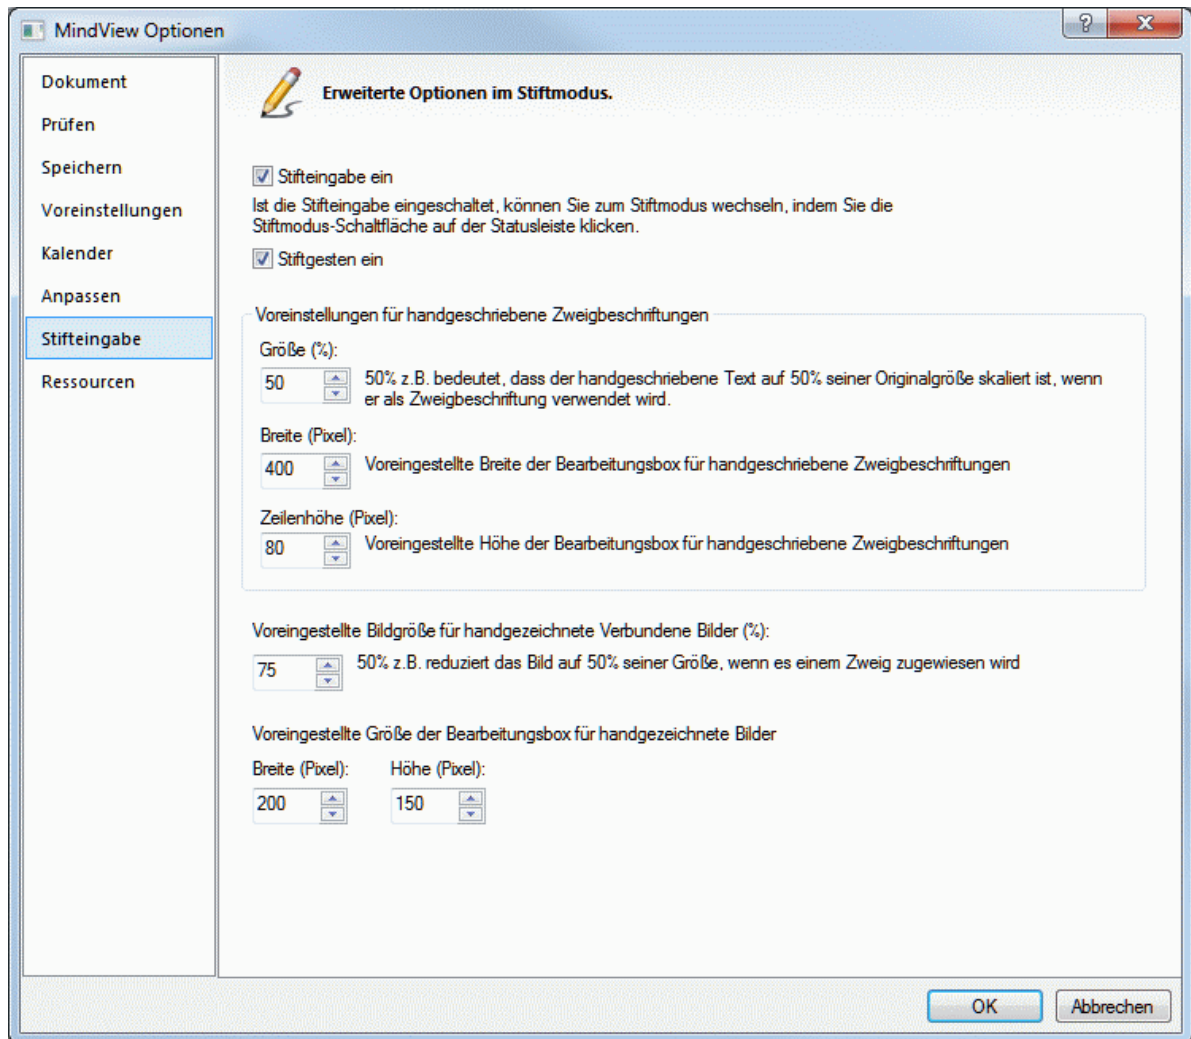 MindView Optionen
Dokument
Prüfen
Speichern
Voreinstellungen
Kalender
Anpassen
Stifteingabe
Ressourcen
Erweiterte Optionen im Stiftmodus.
Stifteingabe ein
Ist die Stifteingabe eingeschaltet, können Sie zum Stiftmodus wechseln, indem Sie die
Stiftmodus-Schaltfläche auf der Statusleiste klicken.
Stiftgesten ein
Voreinstellungen für handgeschriebene Zweigbeschriftungen
Größe (%):
50
50% z.B. bedeutet, dass der handgeschriebene Text auf 50% seiner Originalgröße skaliert ist, wenn
er als Zweigbeschriftung verwendet wird.
Breite (Pixel):
400
Voreingestellte Breite der Bearbeitungsbox für handgeschriebene Zweigbeschriftungen
Zeilenhöhe (Pixel):
80
Voreingestellte Höhe der Bearbeitungsbox für handgeschriebene Zweigbeschriftungen
Voreingestellte Bildgröße für handgezeichnete Verbundene Bilder (%):
75
50% z.B. reduziert das Bild auf 50% seiner Größe, wenn es einem Zweig zugewiesen wird
Voreingestellte Größe der Bearbeitungsbox für handgezeichnete Bilder
Breite (Pixel): Höhe (Pixel):
200 150
OK Abbrechen